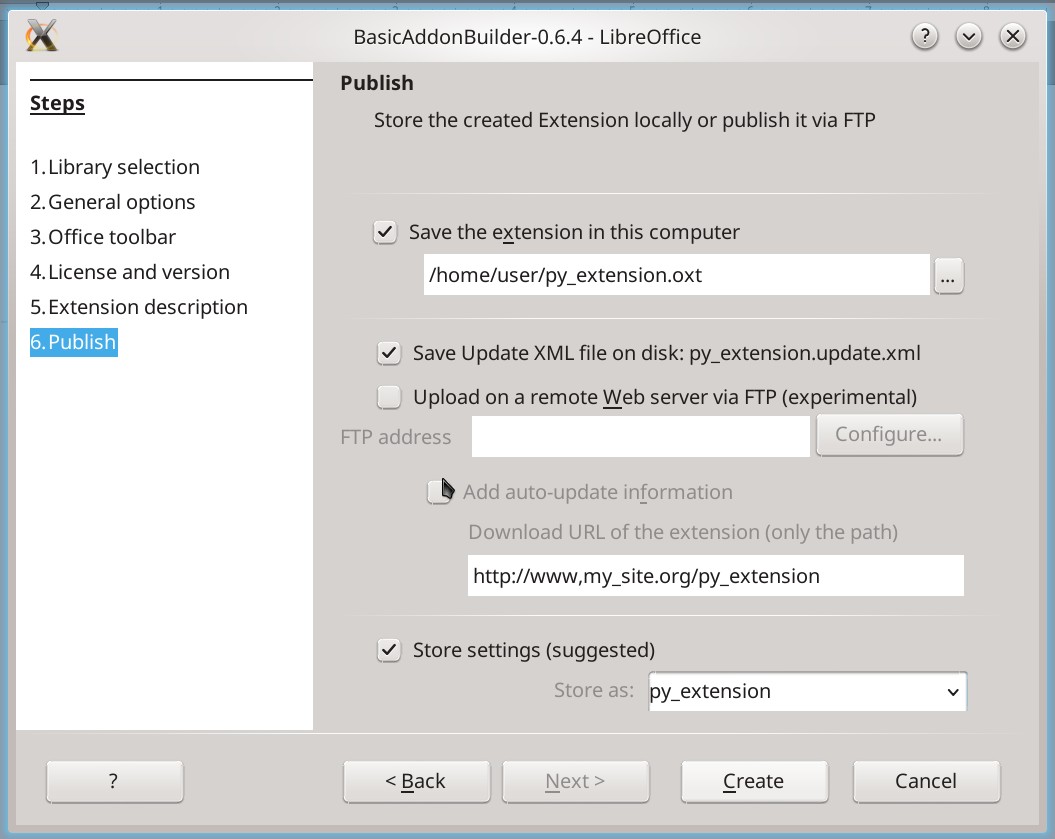 BasicAddonBuilder-0.6.4 - LibreOffice
?
Steps
1.Library selection
2.General options
3.Office toolbar
4.License and version
5.Extension description
6.Publish
Publish
Store the created Extension locally or publish it via FTP
Save the extension in this computer
/home/user/py_extension.oxt
...
Save Update XML file on disk: py_extension.update.xml
Upload on a remote Web server via FTP (experimental)
FTP address
Configure...
Add auto-update information
Download URL of the extension (only the path)
http://www,my_site.org/py_extension
Store settings (suggested)
Store as: py_extension
? < Back Next > Create Cancel